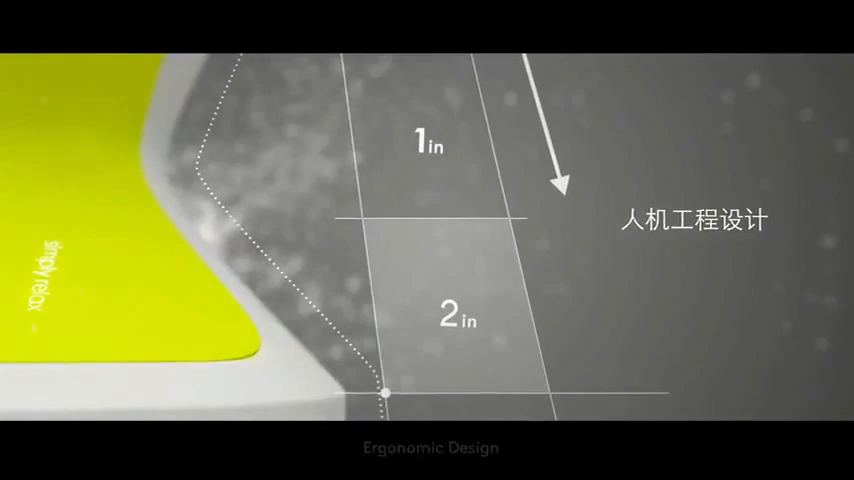 1in
人机工程设计
simply relax
2in
Ergonomic Design